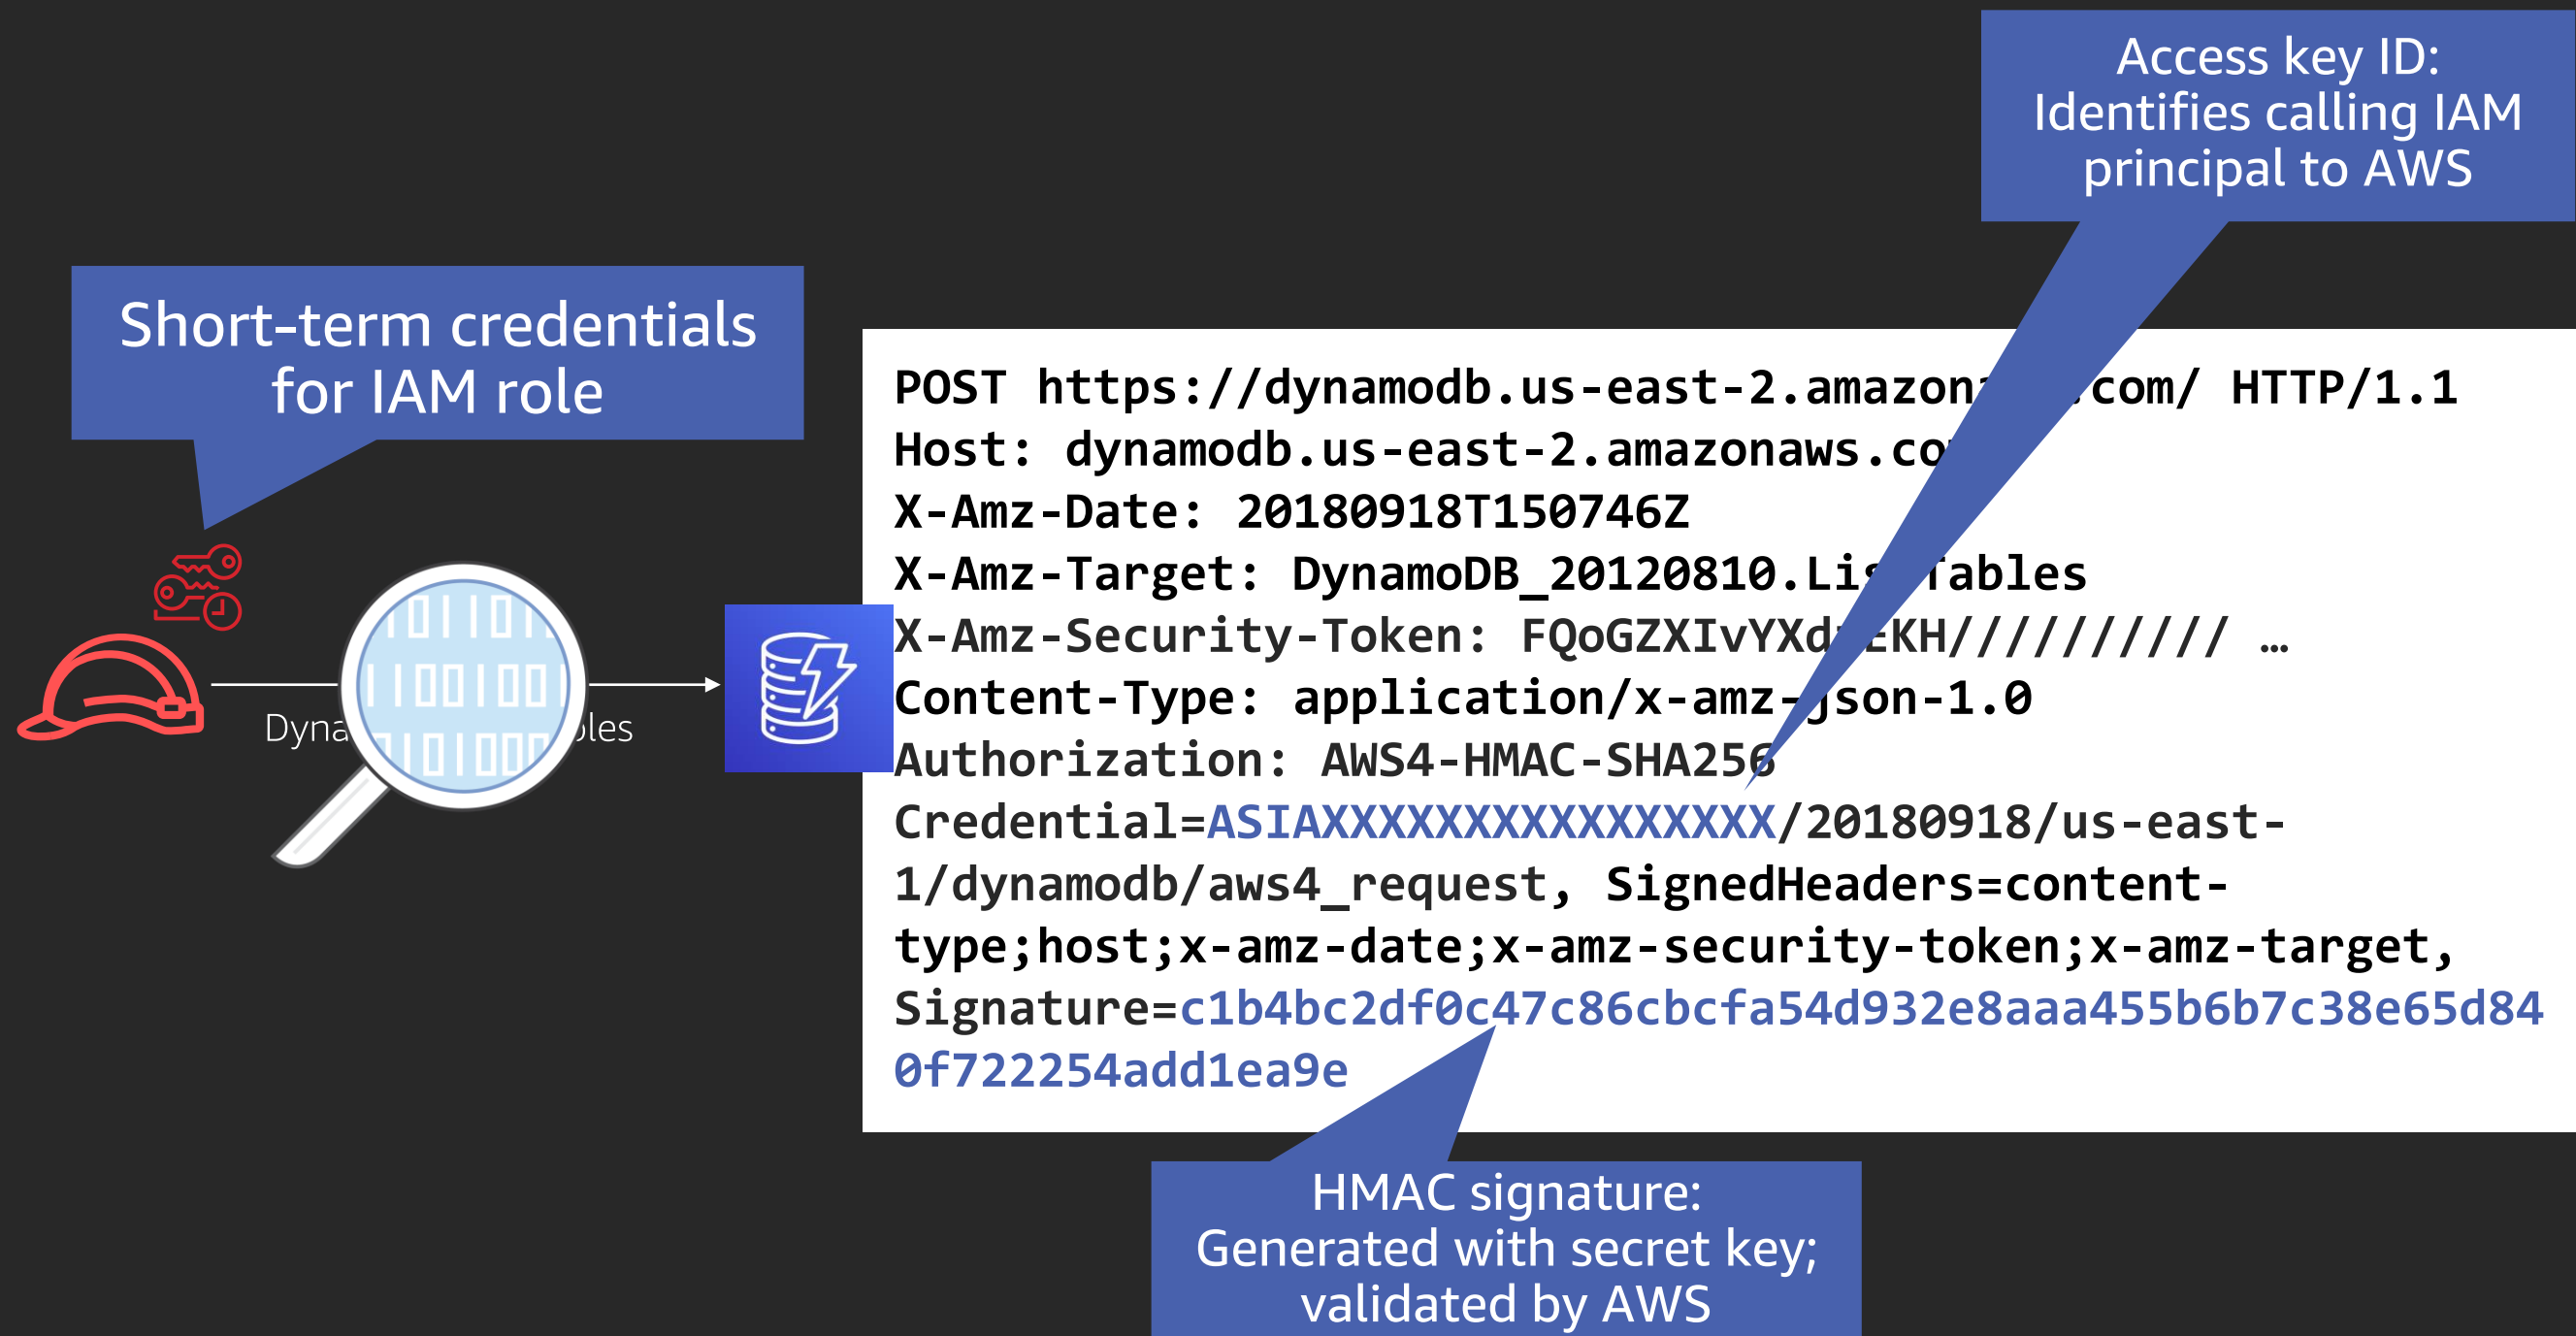 Access key ID:
Identifies calling IAM
principal to AWS
Short-term credentials
for IAM role
POST https://dynamodb.us-east-2.amazon .com/ HTTP/1.1
Host: dynamodb.us-east-2.amazonaws.co
X-Amz-Date: 20180918T150746Z
X-Amz-Target: DynamoDB_20120810.Lis Tables
X-Amz-Security-Token: FQoGZXIvYXd EKH////////// …
Content-Type: application/x-amz-json-1.0
Authorization: AWS4-HMAC-SHA256
Credential=ASIAXXXXXXXXXXXXXXXX/20180918/us-east-
1/dynamodb/aws4_request, SignedHeaders=content-
type;host;x-amz-date;x-amz-security-token;x-amz-target,
Signature=c1b4bc2df0c47c86cbcfa54d932e8aaa455b6b7c38e65d84
0f722254add1ea9e
HMAC signature:
Generated with secret key;
validated by AWS